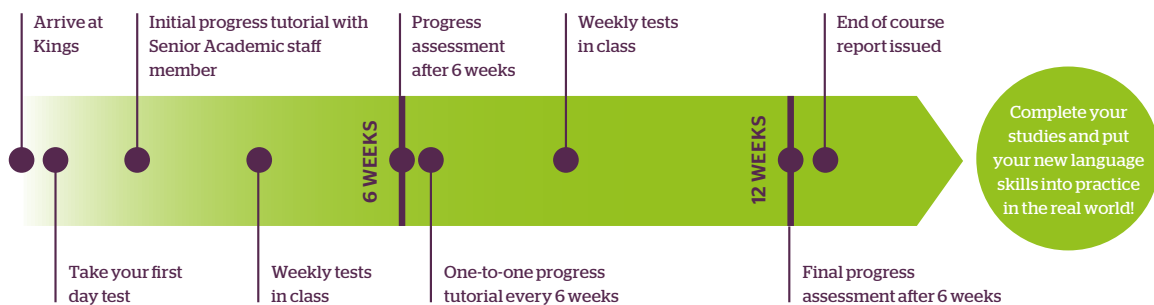 Arrive at
Kings
Initial progress tutorial with
Senior Academic staff
member
Progress
assessment
after 6 weeks
Weekly tests
in class
End of course
report issued
6 WEEKS
12 WEEKS
Complete your
studies and put
your new language
skills into practice
in the real world!
Take your first
day test
Weekly tests
in class
One-to-one progress
tutorial every 6 weeks
Final progress
assessment after 6 weeks